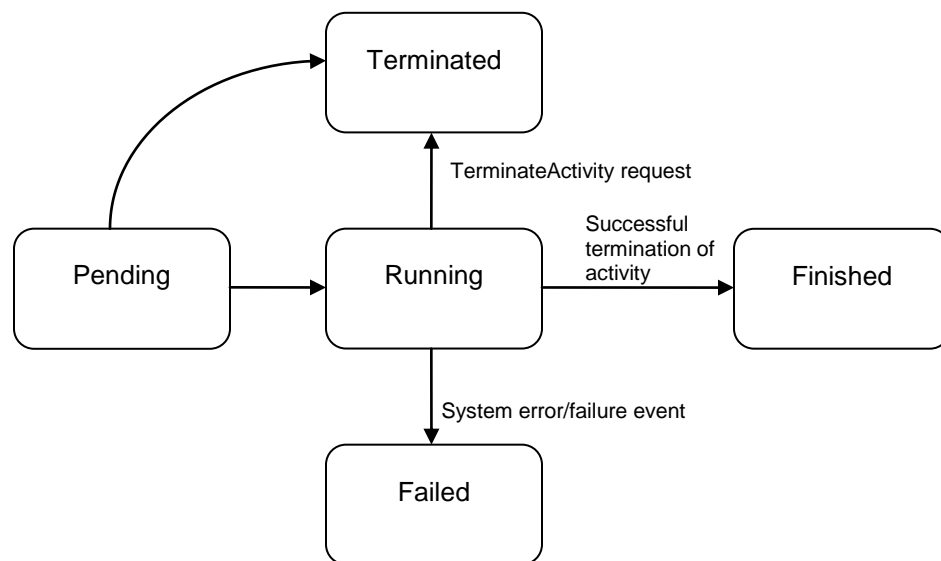 Terminated
TerminateActivity request
Successful
termination of
activity
Pending
Running
Finished
System error/failure event
Failed